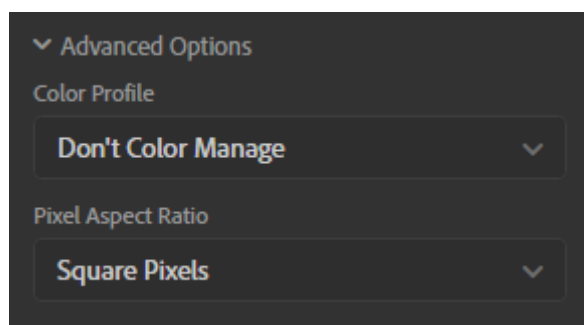 Advanced Options
Color Profile
Don't Color Manage
Pixel Aspect Ratio
Square Pixels